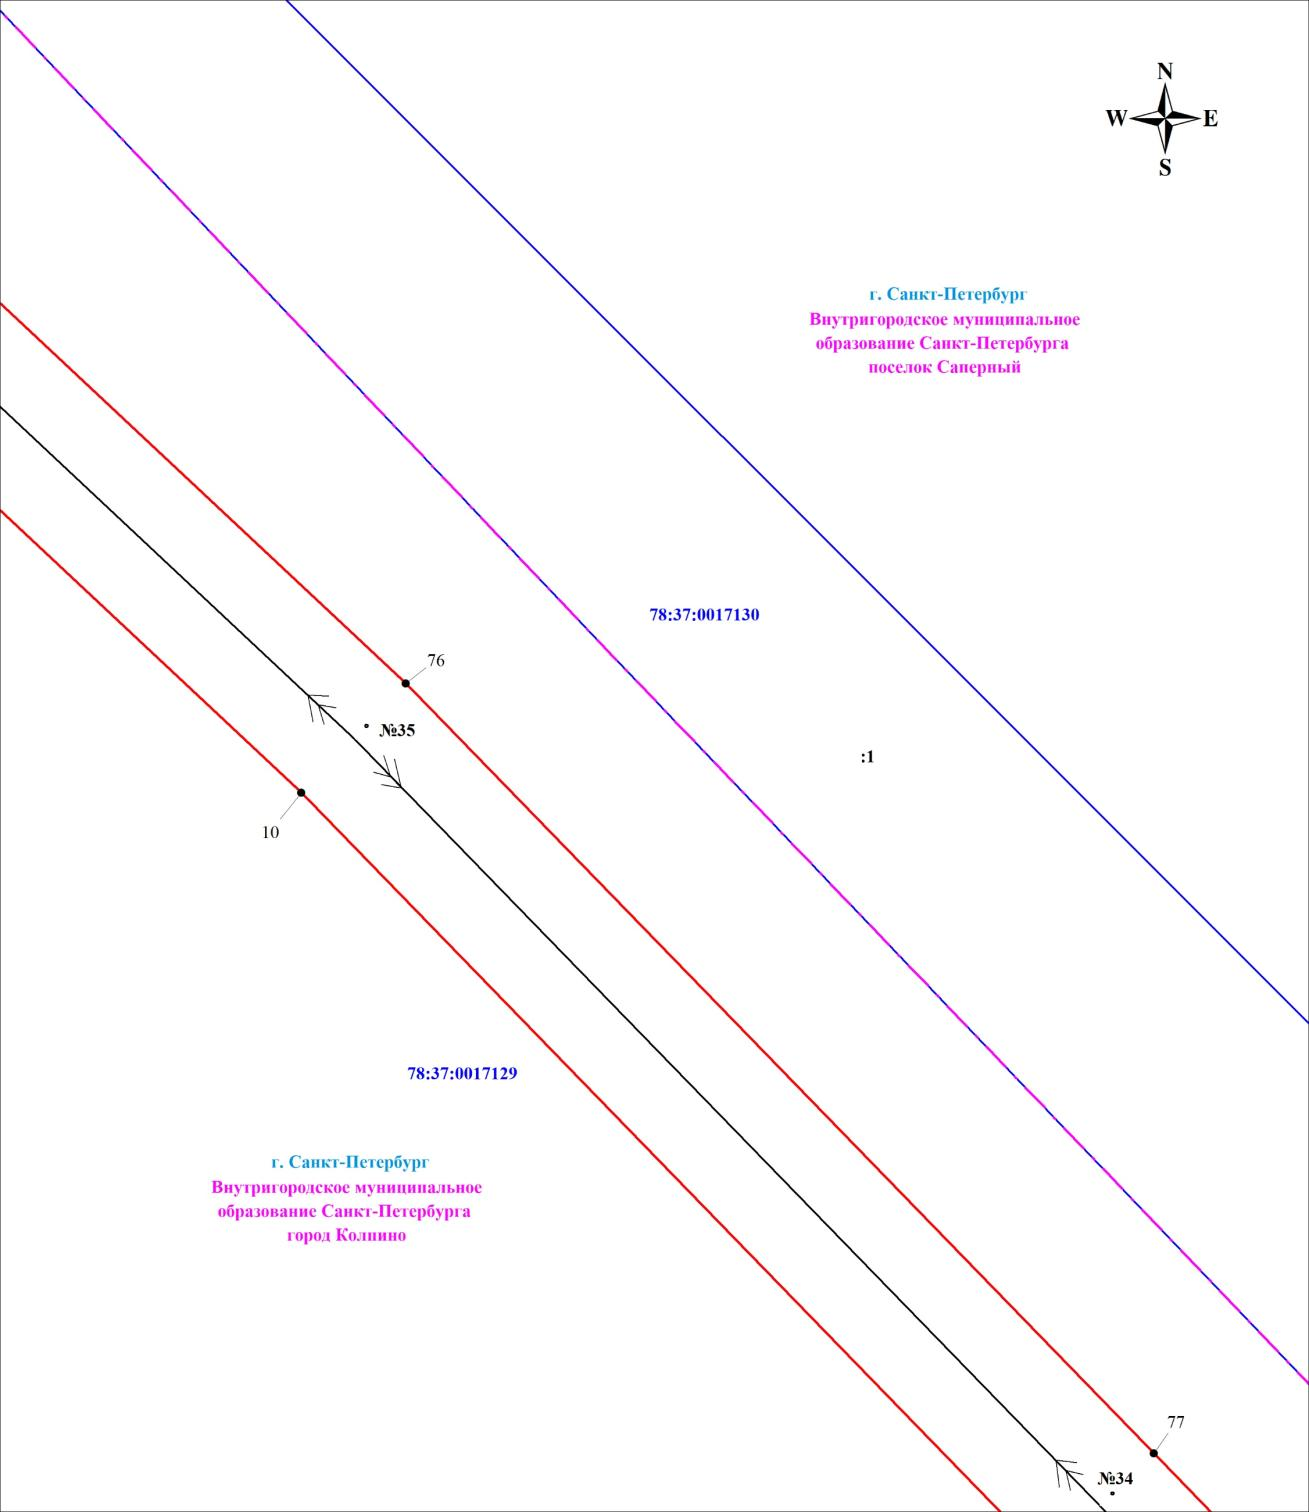 N
W E
S
г. Санкт-Петербург
Внутригородское муниципальное
образование Санкт-Петербурга
поселок Саперный
78:37:0017130
76
№35
:1
10
78:37:0017129
г. Санкт-Петербург
Внутригородское муниципальное
образование Санкт-Петербурга
город Колпино
77
№34